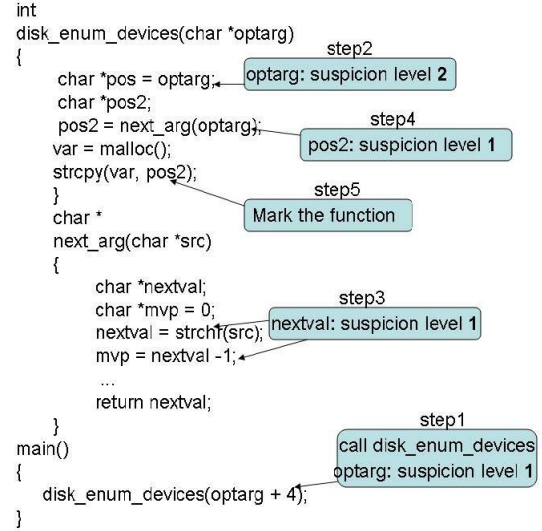 int
disk_enum_devices(char *optarg)
step2
{
optarg: suspicion level 2
char *pos = optarg;
char *pos2;
step4
pos2 = next_arg(optarg);
pos2: suspicion level 1
var = malloc();
strcpy(var, pos2);
step5
}
Mark the function
char *
next_arg(char *src)
{
char *nextval;
step3
char *mvp = 0;
nextval = strchr(src);
nextval: suspicion level 1
mvp = nextval -1;
...
return nextval;
step1
}
call disk_enum_devices
main()
{
optarg: suspicion level 1
disk_enum_devices(optarg + 4);
}